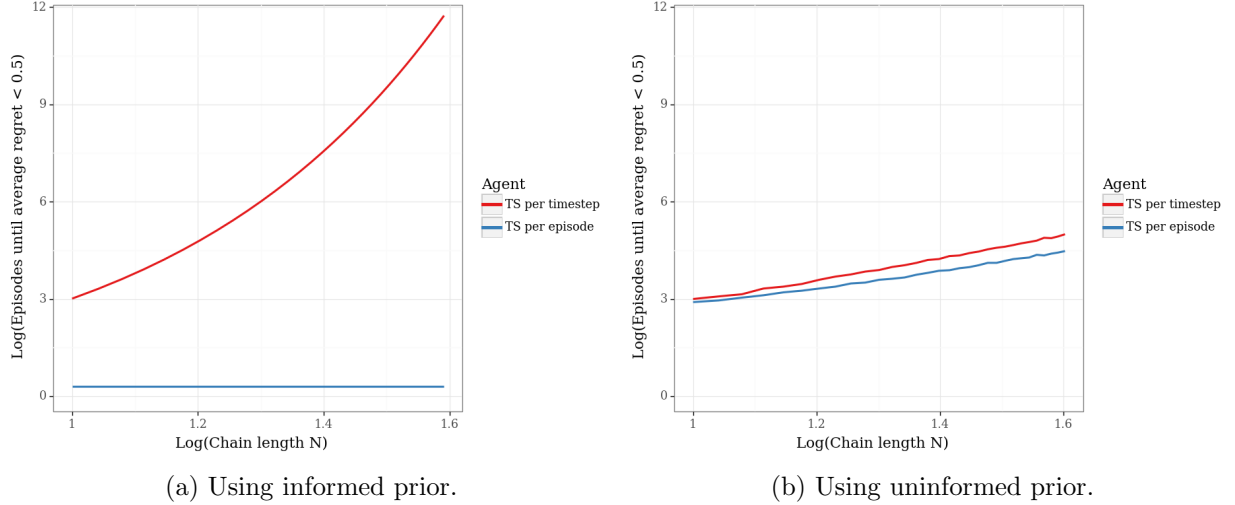 12
9
6
3
0
Log(Episodes until average regret < 0.5)
1
1.2
1.4
1.6
Log(Chain length N)
Agent
TS per timestep
TS per episode
(a) Using informed prior.
12
9
6
3
0
Log(Episodes until average regret < 0.5)
1
1.2
1.4
1.6
Log(Chain length N)
Agent
TS per timestep
TS per episode
(b) Using uninformed prior.